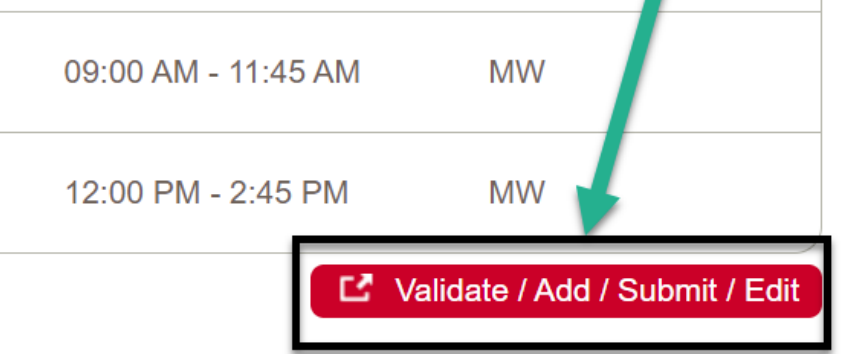 09:00 AM - 11:45 AM MW
12:00 PM - 2:45 PM MW
Validate / Add / Submit / Edit